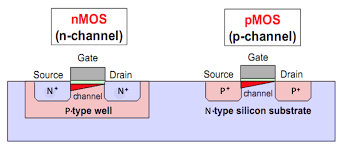 nMOS
(n-channel)
pMOS
(p-channel)
Gate
Source
Drain
N+
N+
channel
P-type well
Gate
Source
Drain
P+
P+
channel
N-type silicon substrate